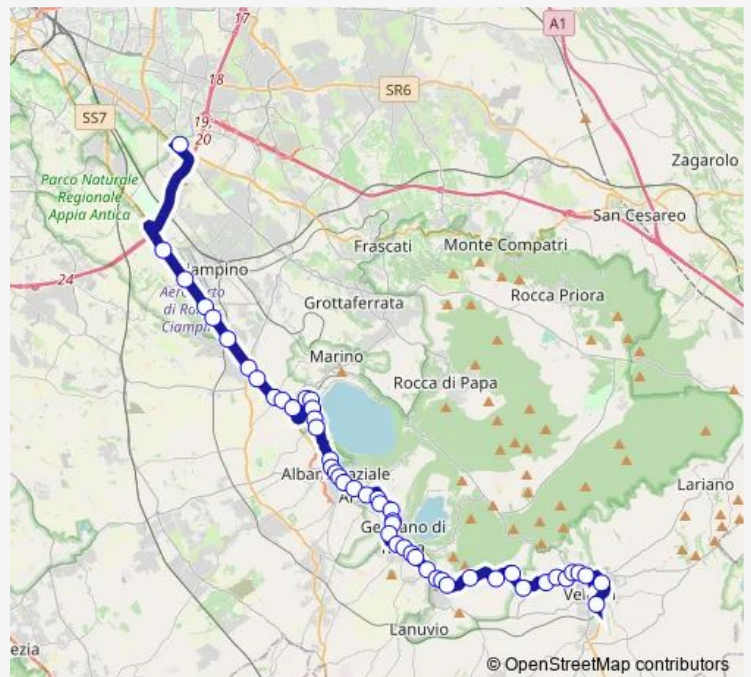 17
A1
18
SR6
SS7
19;
20
Zagarolo
Parco Naturale
Regionale
Appia Antica
San Cesareo
Frascati
Monte Compatri
24
Rocca Priora
Grottaferrata
Marino
Rocca di Papa
Lariano
Lanuvio
© OpenStreetMap contributors